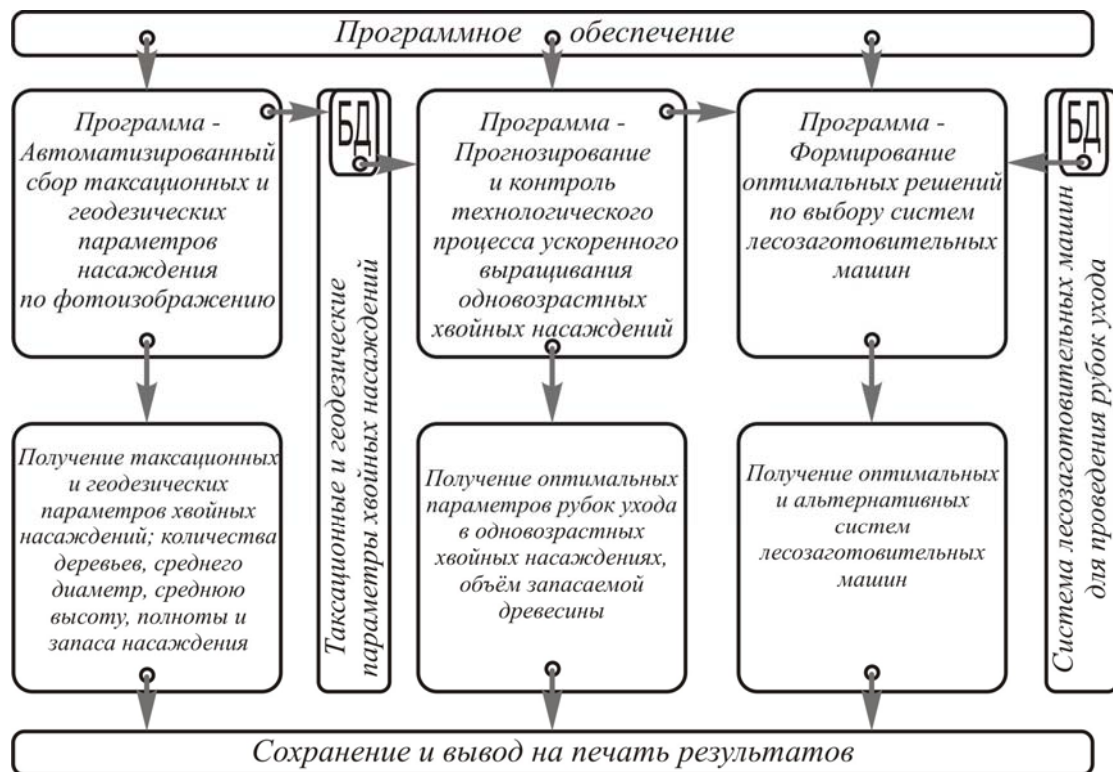 Программное обеспечение
Программа -
Автоматизированный
сбор таксационных и
геодезических
параметров
насаждения
по фотоизображению
БД
Таксационные и геодезические
параметры хвойных насаждений
Программа -
Прогнозирование
и контроль
технологического
процесса ускоренного
выращивания
одновозрастных
хвойных насаждений
Программа -
Формирование
оптимальных решений
по выбору систем
лесозаготовительных
машин
БД
Система лесозаготовительных машин
для проведения рубок ухода
Получение таксационных
и геодезических
параметров хвойных
насаждений; количества
деревьев, среднего
диаметр, среднюю
высоту, полноты и
запаса насаждения
Получение оптимальных
параметров рубок ухода
в одновозрастных
хвойных насаждениях,
объём запасаемой
древесины
Получение оптимальных
и альтернативных
систем
лесозаготовительных
машин
Сохранение и вывод на печать результатов